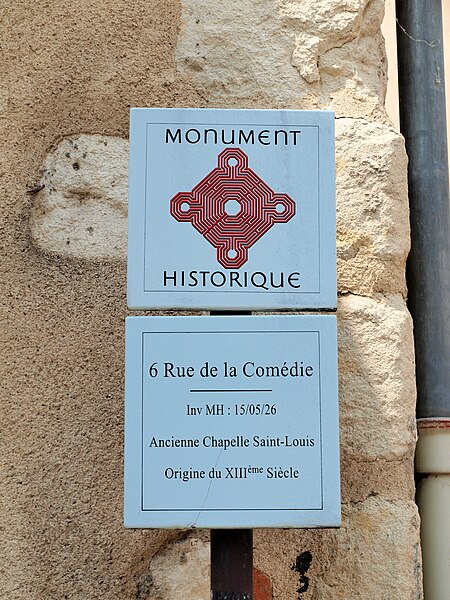 MONUMENT
HISTORIQUE
6 Rue de la Comédie
Inv MH : 15/05/26
Ancienne Chapelle Saint-Louis
Origine du XIIIème Siècle